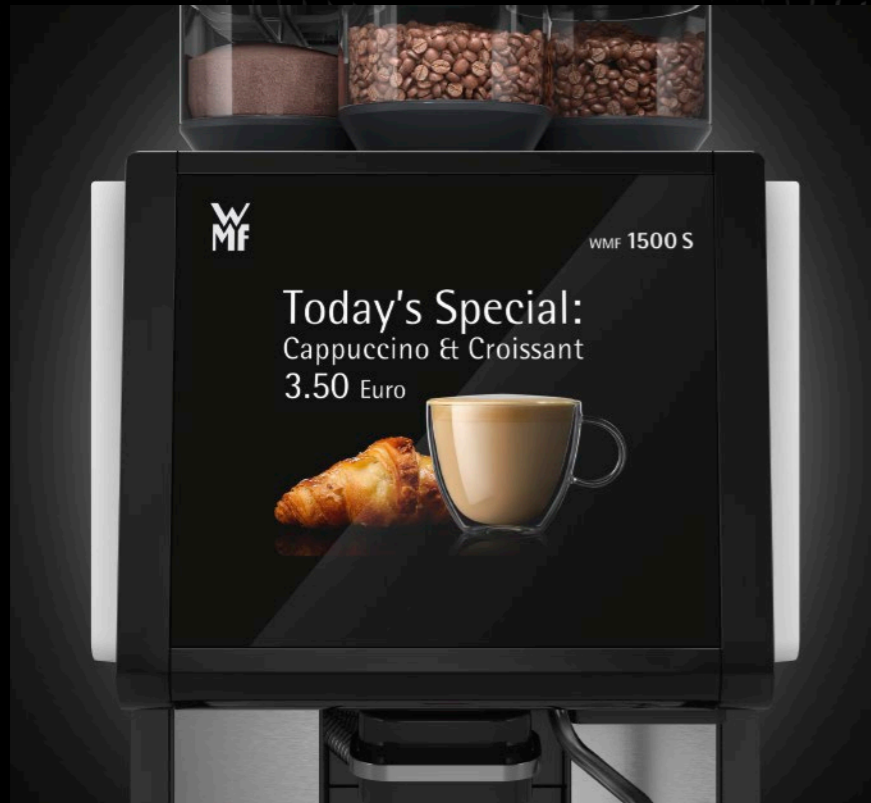 WMF
WMF 1500 S
Today's Special:
Cappuccino & Croissant
3.50 Euro